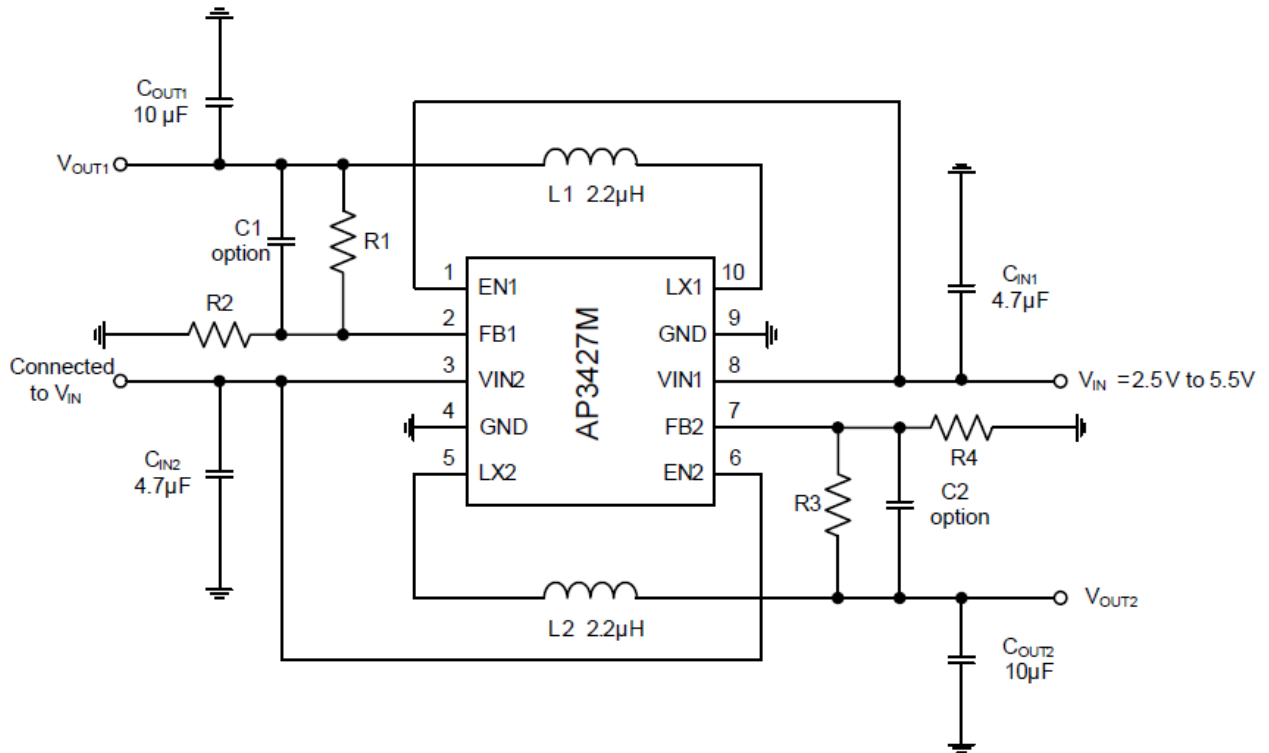 COUT1
10 µF
VOUT1
L1 2.2µH
C1
option
R1
CIN1
4.7µF
R2
1
EN1
LX1
10
2
FB1
GND
9
Connected
to VIN
3
VIN2
VIN1
8
VIN =2.5V to 5.5V
4
GND
FB2
7
5
LX2
EN2
6
AP3427M
R4
CIN2
4.7µF
R3
C2
option
L2 2.2µH
VOUT2
COUT2
10µF